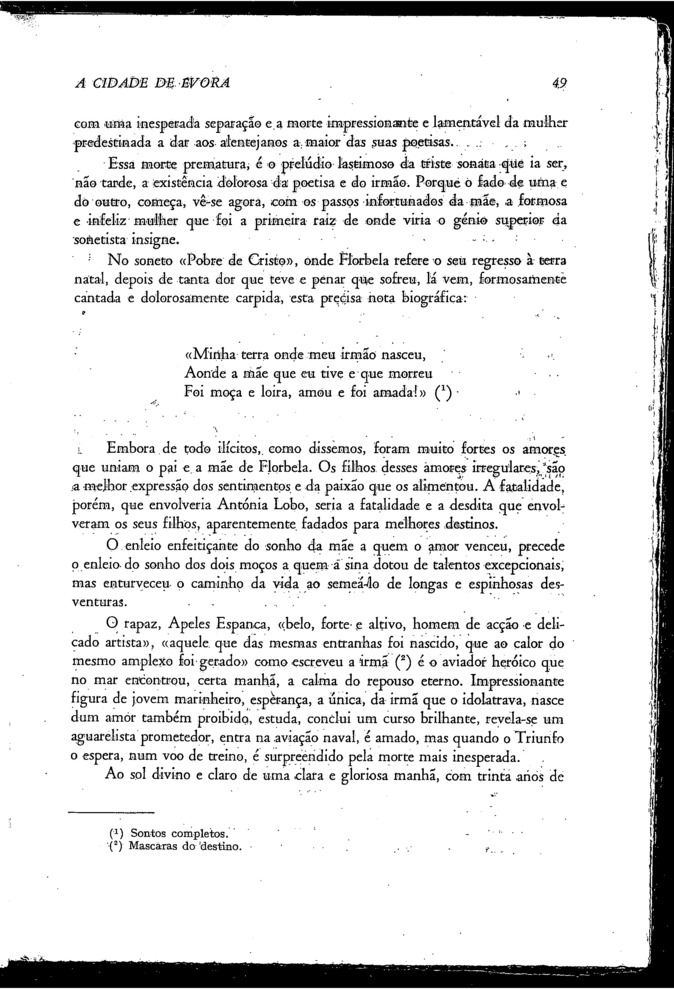 A CIDADE DE ÉVORA 49
com uma inesperada separação e a morte impressionante e lamentável da mulher
predestinada a dar aos alentejanos a maior das suas poetisas.
Essa morte prematura, é o prelúdio lastimoso da triste sonata que ia ser,
não tarde, a existência dolorosa da poetisa e do irmão. Porque o fado de uma e
do outro, começa, vê-se agora, com os passos infortunados da mãe, a formosa
e infeliz mulher que foi a primeira raiz de onde viria o génio superior da
sonetista insigne.
No soneto «Pobre de Cristo», onde Florbela refere o seu regresso à terra
natal, depois de tanta dor que teve e penar que sofreu, lá vem, formosamente
cantada e dolorosamente carpida, esta precisa nota biográfica:
«Minha terra onde meu irmão nasceu,
Aonde a mãe que eu tive e que morreu
Foi moça e loira, amou e foi amada!» (¹)
Embora de todo ilícitos, como dissemos, foram muito fortes os amores
que uniam o pai e a mãe de Florbela. Os filhos desses amores irregulares, são
a melhor expressão dos sentimentos e da paixão que os alimentou. A fatalidade,
porém, que envolveria Antónia Lobo, seria a fatalidade e a desdita que envol-
veram os seus filhos, aparentemente fadados para melhores destinos.
O enleio enfeitiçante do sonho da mãe a quem o amor venceu, precede
o enleio do sonho dos dois moços a quem a sina dotou de talentos excepcionais,
mas enturveceu o caminho da vida ao semeá-lo de longas e espinhosas des-
venturas.
O rapaz, Apeles Espanca, «belo, forte e altivo, homem de acção e deli-
cado artista», «aquele que das mesmas entranhas foi nascido, que ao calor do
mesmo amplexo foi gerado» como escreveu a irmã (²) é o aviador heróico que
no mar encontrou, certa manhã, a calma do repouso eterno. Impressionante
figura de jovem marinheiro, espèrança, a única, da irmã que o idolatrava, nasce
dum amor também proibido, estuda, conclui um curso brilhante, revela-se um
aguarelista prometedor, entra na aviação naval, é amado, mas quando o Triunfo
o espera, num voo de treino, é surpreendido pela morte mais inesperada.
Ao sol divino e claro de uma clara e gloriosa manhã, com trinta anos de
(¹) Sontos completos.
(²) Mascaras do destino.